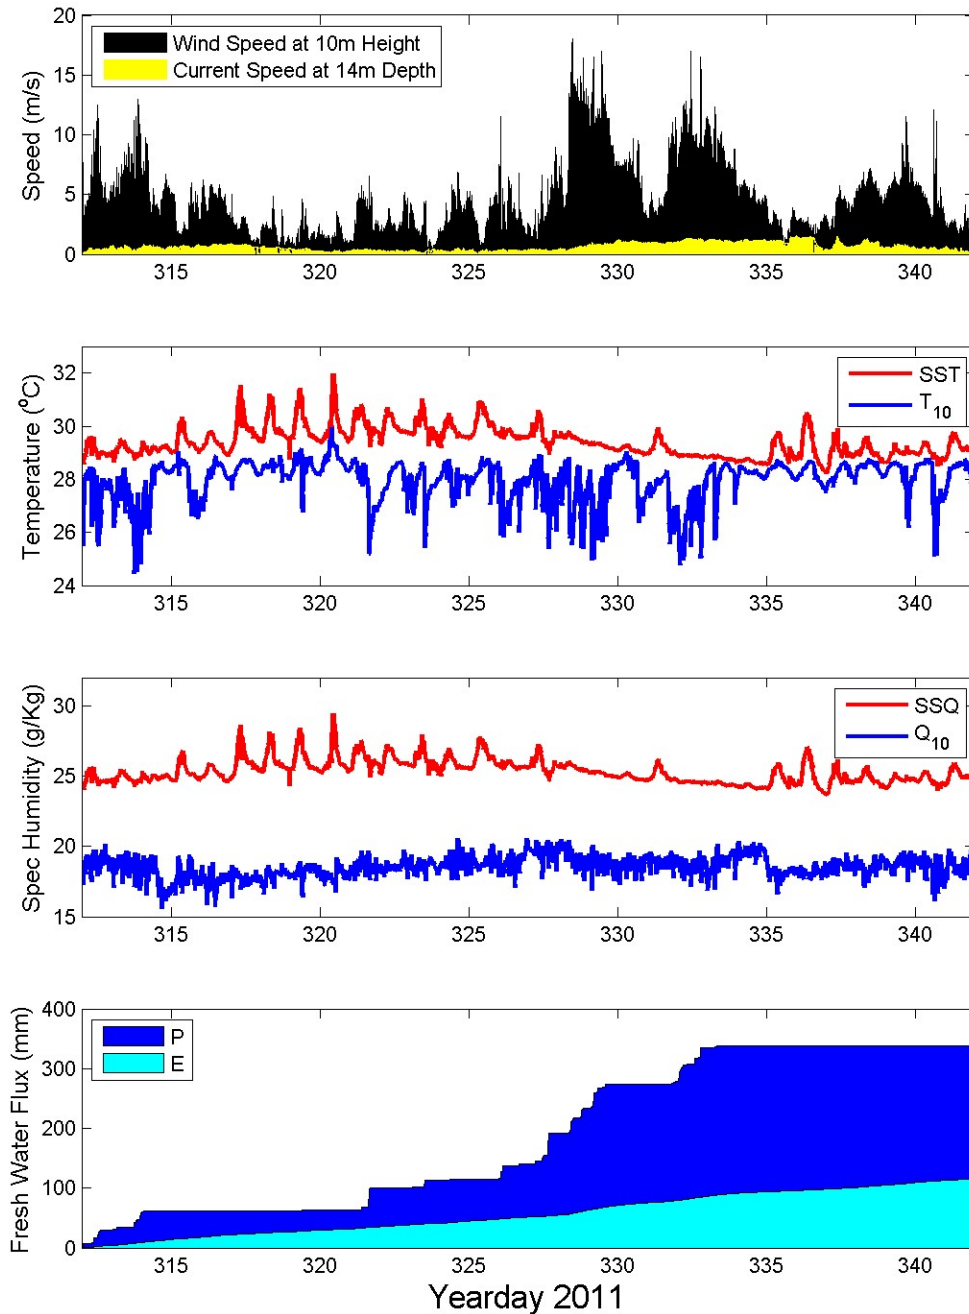 Speed (m/s)
20
15
10
5
0
Wind Speed at 10m Height
Current Speed at 14m Depth
315 320 325 330 335 340
Temperature (°C)
32
30
28
26
24
SST
T10
315 320 325 330 335 340
Spec Humidity (g/Kg)
30
25
20
15
SSQ
Q10
315 320 325 330 335 340
Fresh Water Flux (mm)
400
300
200
100
0
P
E
315 320 325 330 335 340
Yearday 2011